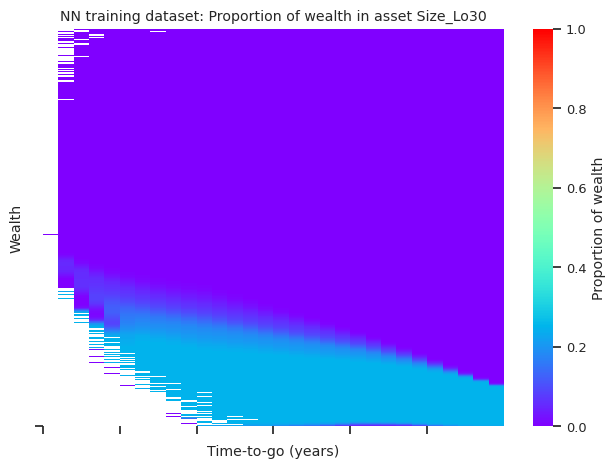 NN training dataset: Proportion of wealth in asset Size_Lo30
Wealth
Time-to-go (years)
1.0
0.8
0.6
0.4
0.2
0.0
Proportion of wealth